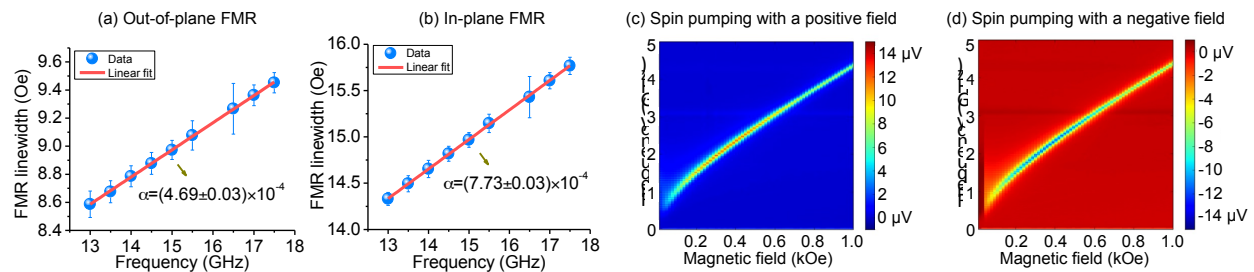 (a) Out-of-plane FMR
FMR linewidth (Oe)
9.6
9.4
9.2
9.0
8.8
8.6
8.4
Data
Linear fit
α=(4.69±0.03)×10⁻⁴
13 14 15 16 17 18
Frequency (GHz)
(b) In-plane FMR
FMR linewidth (Oe)
16.0
15.5
15.0
14.5
14.0
Data
Linear fit
α=(7.73±0.03)×10⁻⁴
13 14 15 16 17 18
Frequency (GHz)
(c) Spin pumping with a positive field
5
4
3
2
1
0
0.2 0.4 0.6 0.8 1.0
Magnetic field (kOe)
14 µV
12
10
8
6
4
2
0 µV
(d) Spin pumping with a negative field
5
4
3
2
1
0
0.2 0.4 0.6 0.8 1.0
Magnetic field (kOe)
0 µV
-2
-4
-6
-8
-10
-12
-14 µV